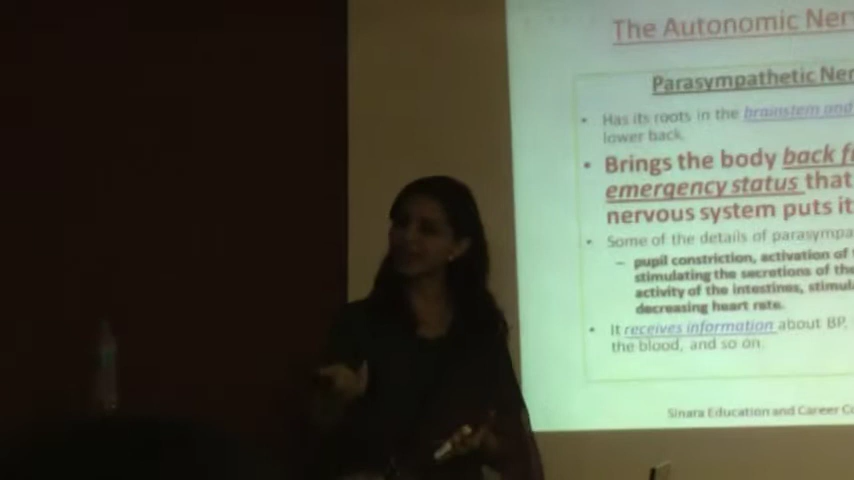 The Autonomic Ner
Parasympathetic Ner
• Has its roots in the brainstem and
lower back.
• Brings the body back f
emergency status that
nervous system puts it
• Some of the details of parasympa
– pupil constriction, activation of
stimulating the secretions of the
activity of the intestines, stimul
decreasing heart rate.
• It receives information about BP,
the blood, and so on.
Sinara Education and Career Co